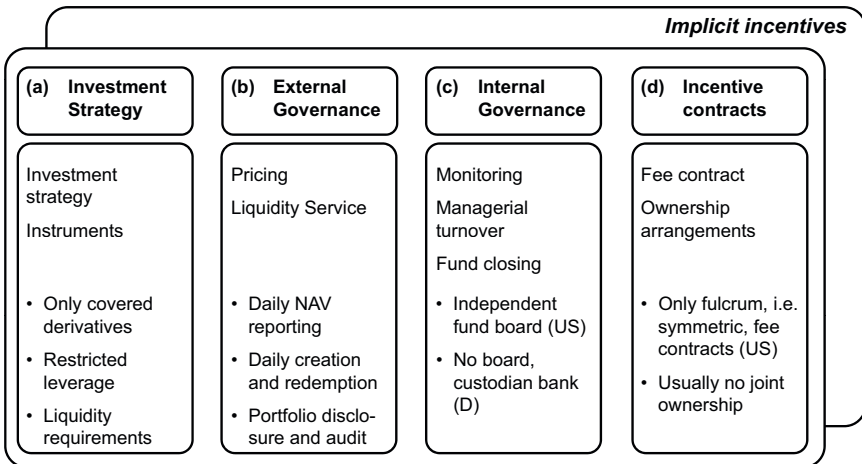 Implicit incentives
(a) Investment
Strategy
(b) External
Governance
(c) Internal
Governance
(d) Incentive
contracts
Investment
strategy
Instruments
• Only covered
derivatives
• Restricted
leverage
• Liquidity
requirements
Pricing
Liquidity Service
• Daily NAV
reporting
• Daily creation
and redemption
• Portfolio disclo-
sure and audit
Monitoring
Managerial
turnover
Fund closing
• Independent
fund board (US)
• No board,
custodian bank
(D)
Fee contract
Ownership
arrangements
• Only fulcrum, i.e.
symmetric, fee
contracts (US)
• Usually no joint
ownership